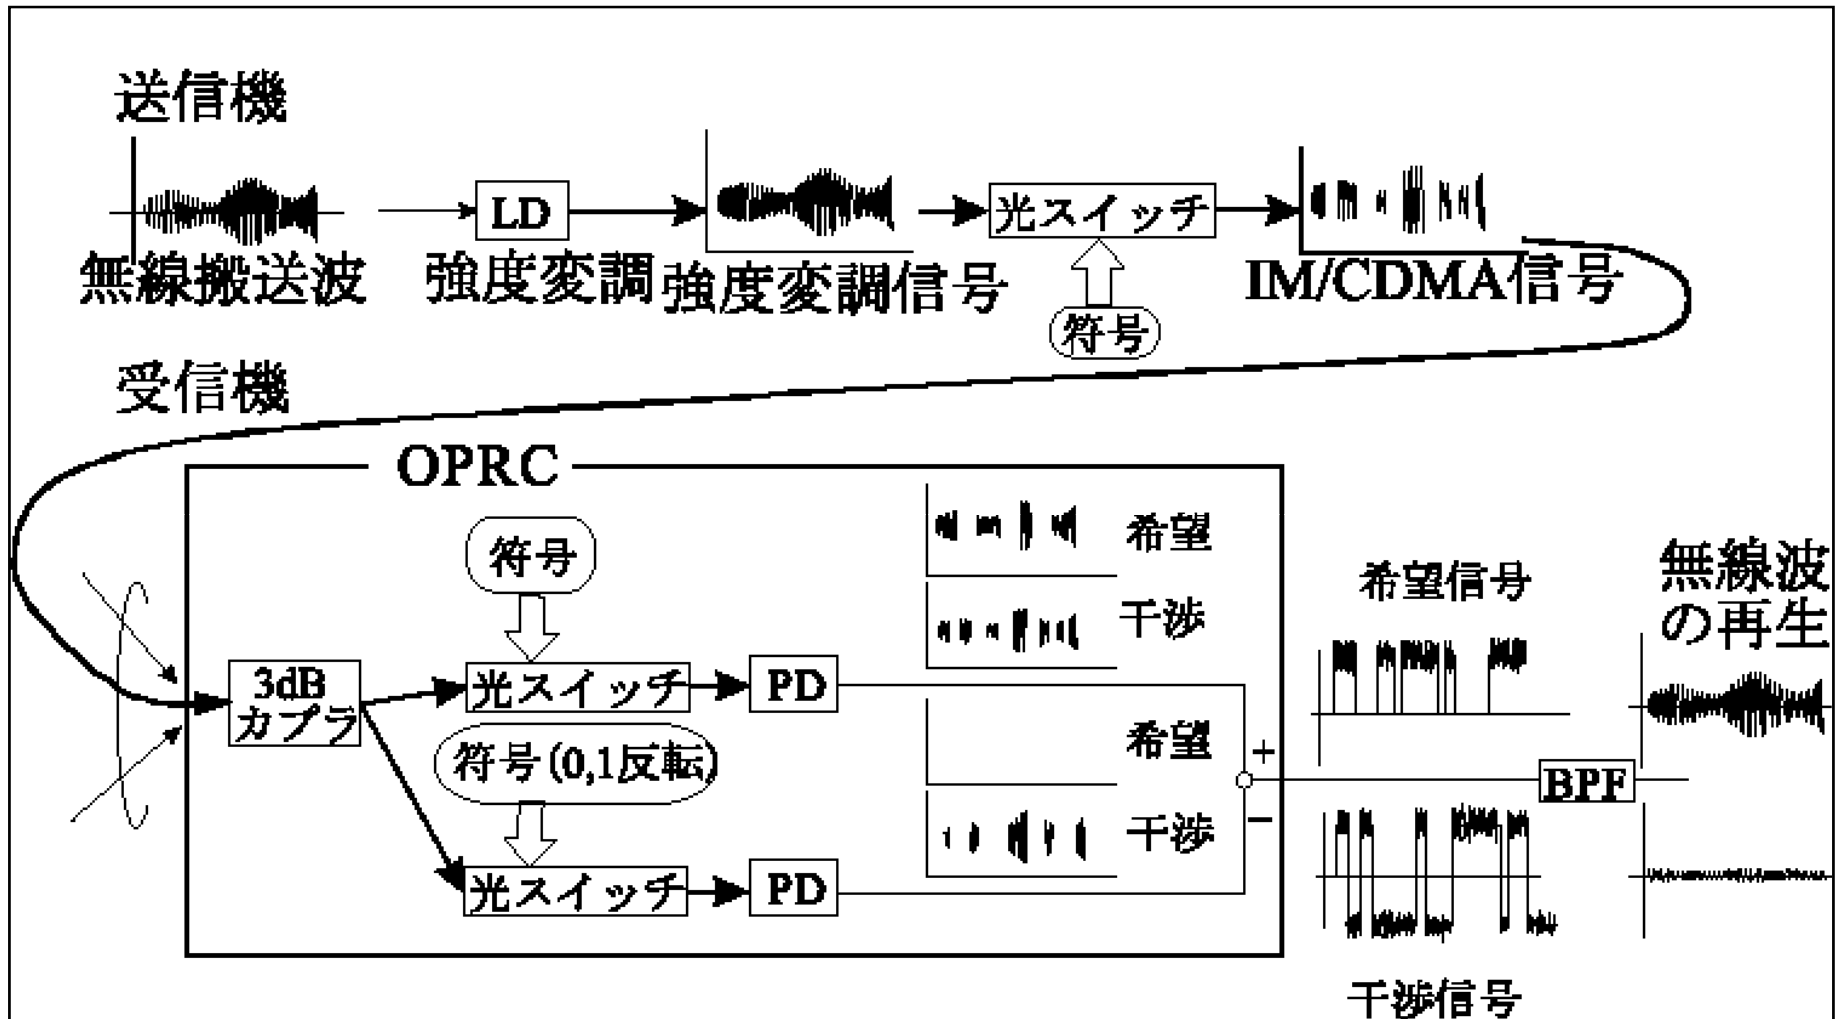 送信機
LD
光スイッチ
無線搬送波
強度変調
強度変調信号
IM/CDMA信号
符号
受信機
OPRC
符号
希望
干渉
希望信号
無線波
の再生
3dB
カプラ
光スイッチ
PD
符号(0,1反転)
希望
+
BPF
−
干渉
光スイッチ
PD
干渉信号